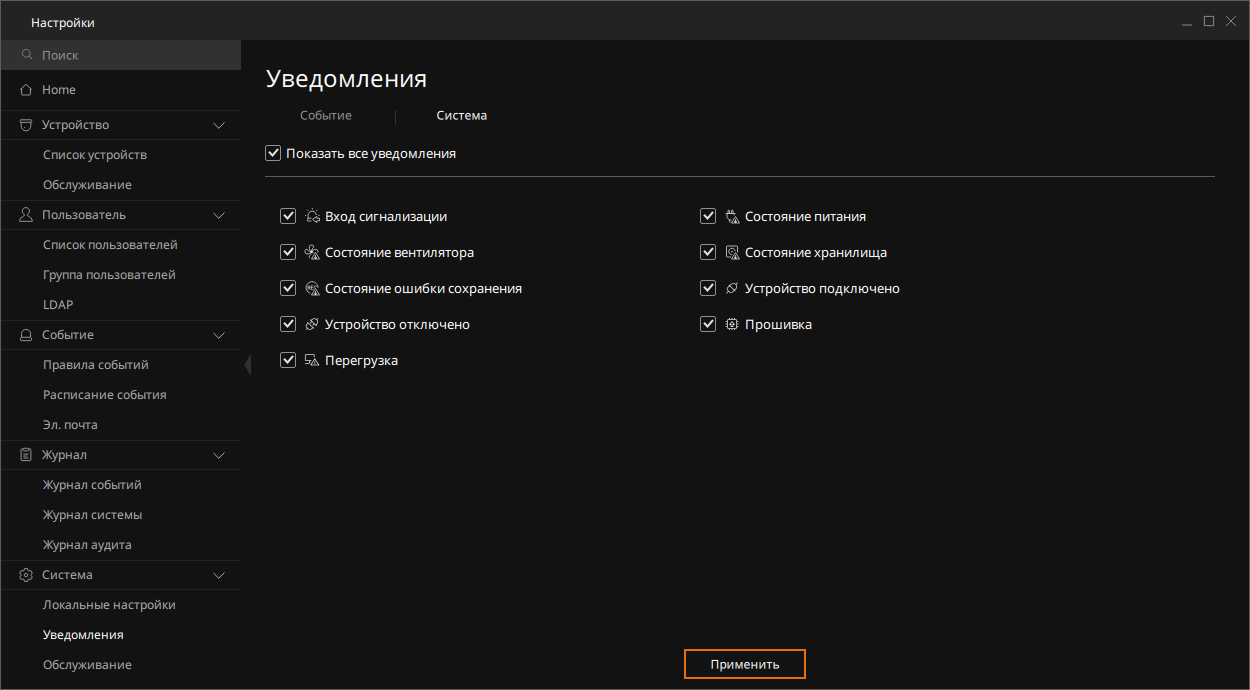 Настройки
Поиск
Home
Устройство
Список устройств
Обслуживание
Пользователь
Список пользователей
Группа пользователей
LDAP
Событие
Правила событий
Расписание события
Эл. почта
Журнал
Журнал событий
Журнал системы
Журнал аудита
Система
Локальные настройки
Уведомления
Обслуживание
Уведомления
Событие Система
Показать все уведомления
Вход сигнализации Состояние питания
Состояние вентилятора Состояние хранилища
Состояние ошибки сохранения Устройство подключено
Устройство отключено Прошивка
Перегрузка
Применить